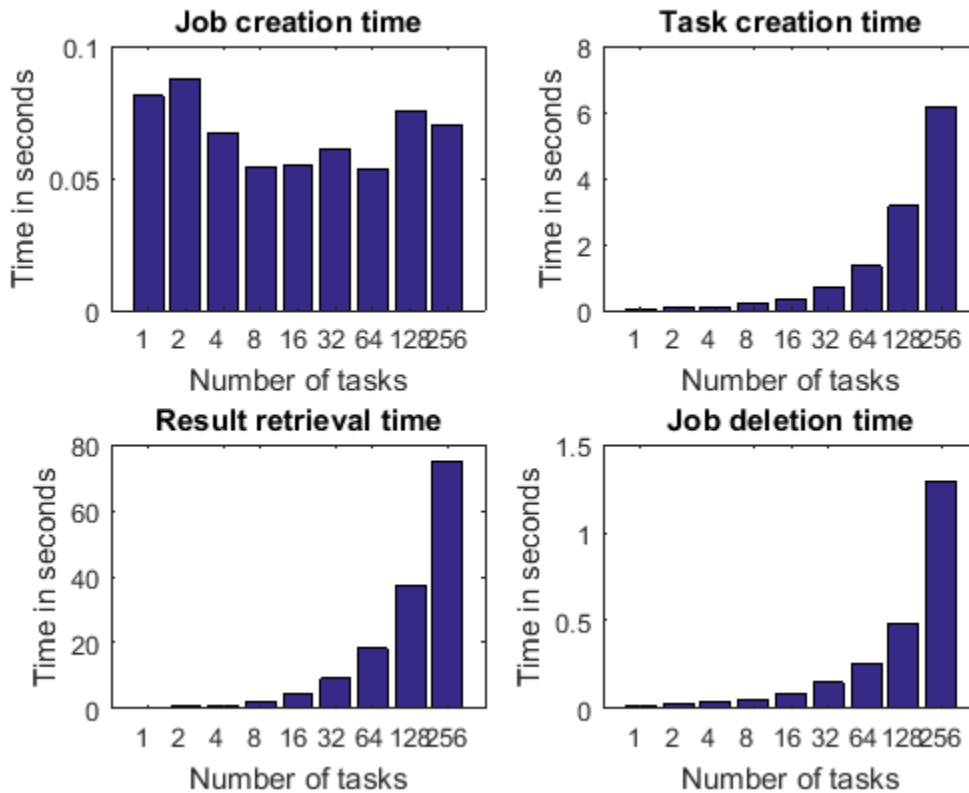 Job creation time
Time in seconds
0.1
0.05
0
1 2 4 8 16 32 64 128 256
Number of tasks
Task creation time
Time in seconds
8
6
4
2
0
1 2 4 8 16 32 64 128 256
Number of tasks
Result retrieval time
Time in seconds
80
60
40
20
0
1 2 4 8 16 32 64 128 256
Number of tasks
Job deletion time
Time in seconds
1.5
1
0.5
0
1 2 4 8 16 32 64 128 256
Number of tasks